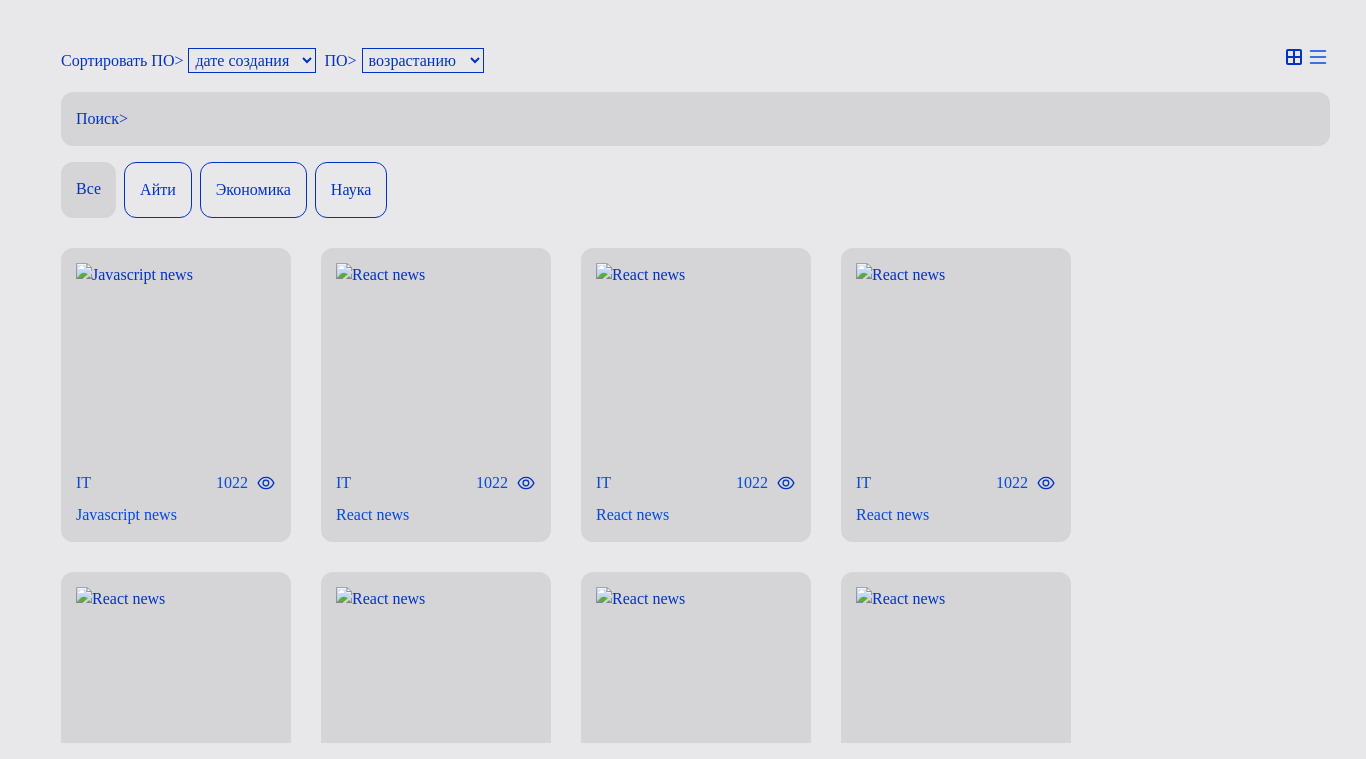 Сортировать ПО> дате создания ПО> возрастанию
Поиск>
Все Айти Экономика Наука
Javascript news React news React news React news
IT 1022 IT 1022 IT 1022 IT 1022
Javascript news React news React news React news
React news React news React news React news